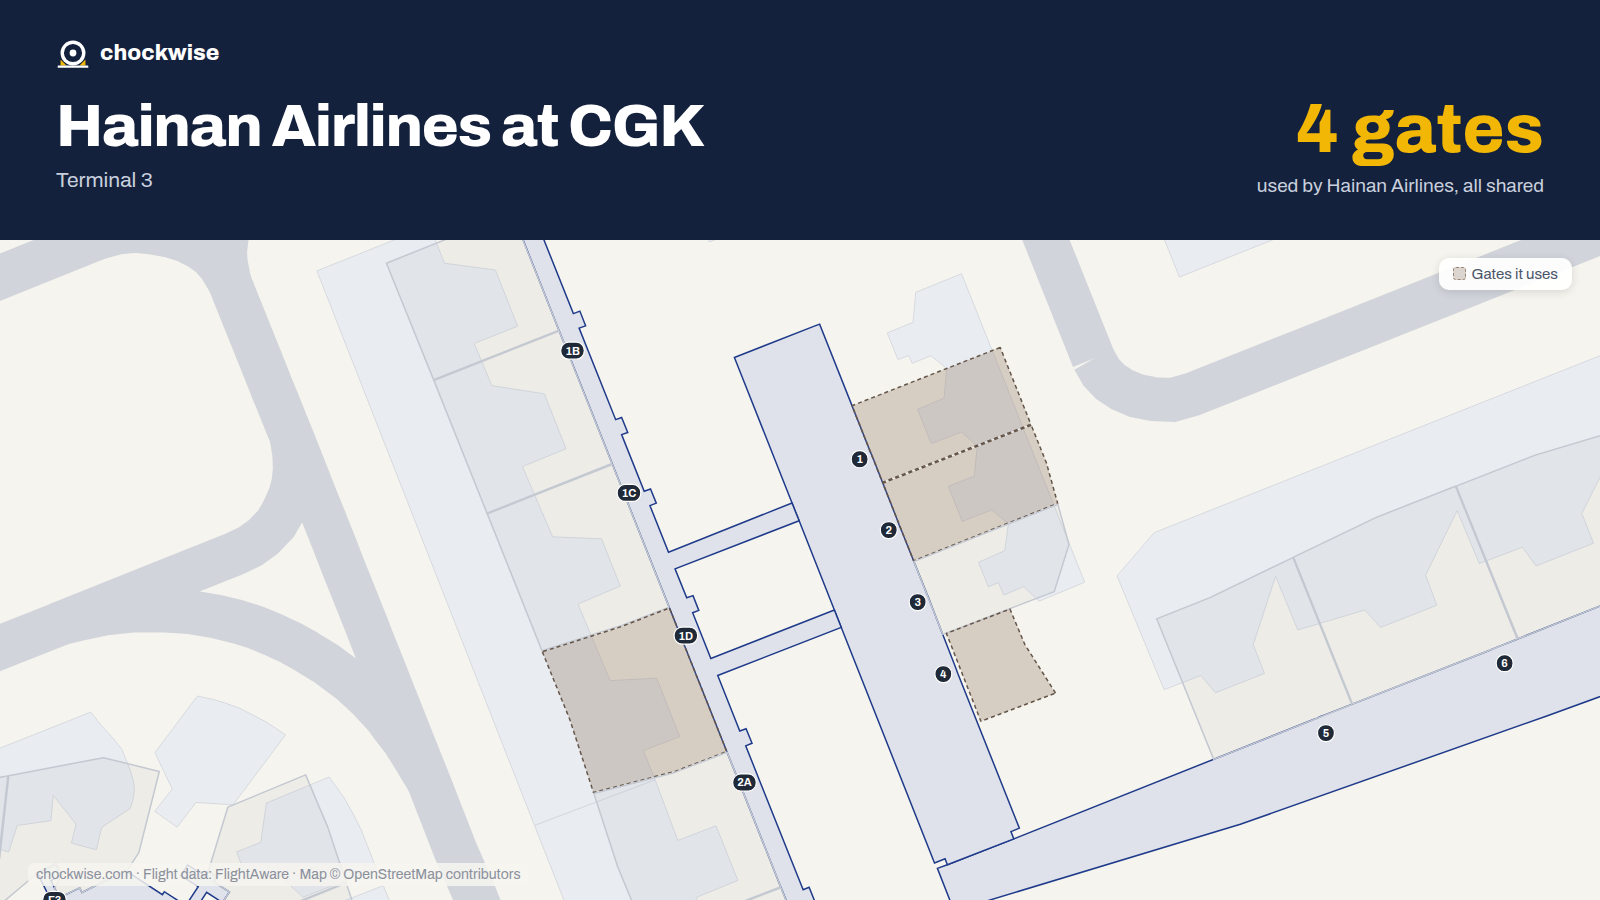 chockwise
Hainan Airlines at CGK
Terminal 3
4 gates
used by Hainan Airlines, all shared
Gates it uses
1B
1C
1D
2A
1
2
3
4
5
6
chockwise.com · Flight data: FlightAware · Map © OpenStreetMap contributors